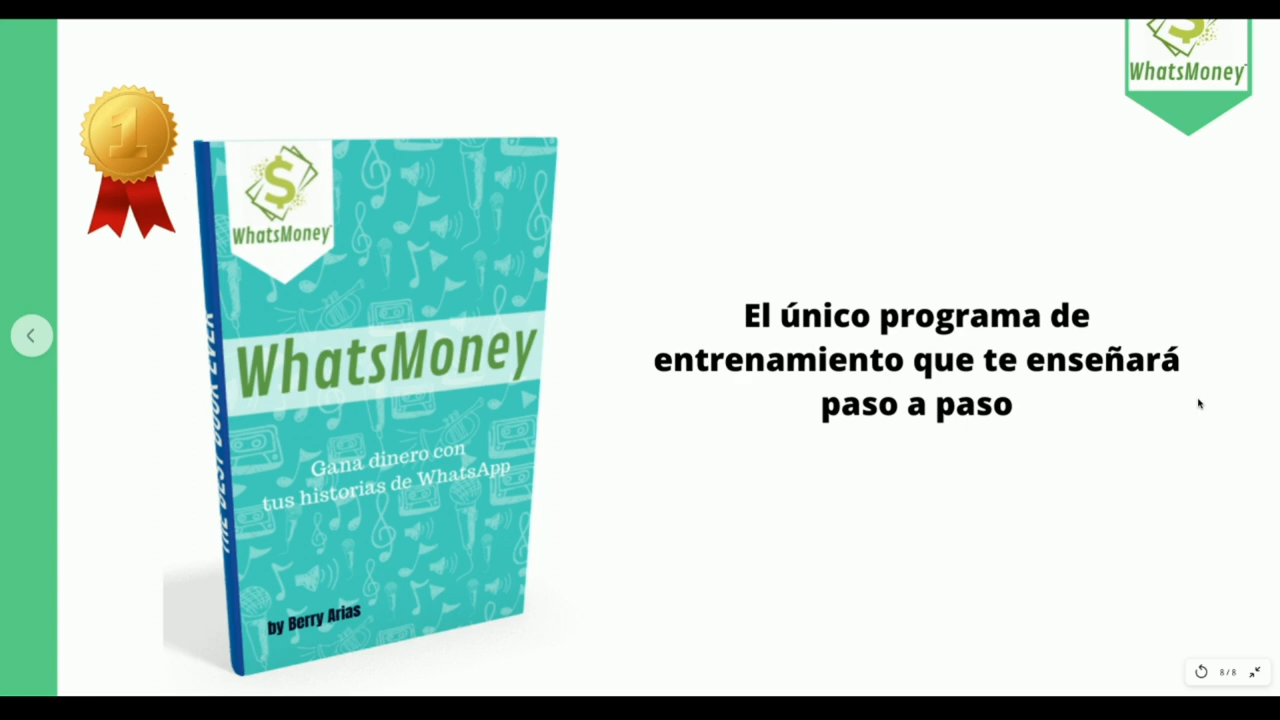 WhatsMoney
1
WhatsMoney
THE BEST BOOK EVER
WhatsMoney
Gana dinero con
tus historias de WhatsApp
by Berry Arias
El único programa de
entrenamiento que te enseñará
paso a paso
8/8